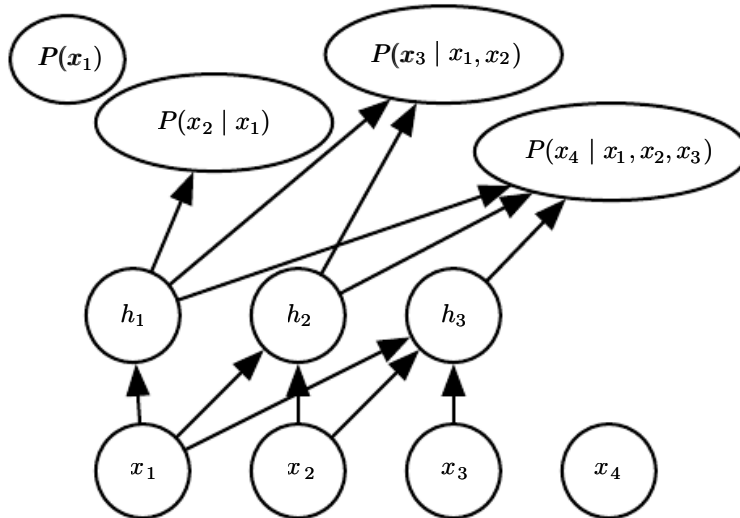 P(x₁)
P(x₃ | x₁, x₂)
P(x₂ | x₁)
P(x₄ | x₁, x₂, x₃)
h₁
h₂
h₃
x₁
x₂
x₃
x₄